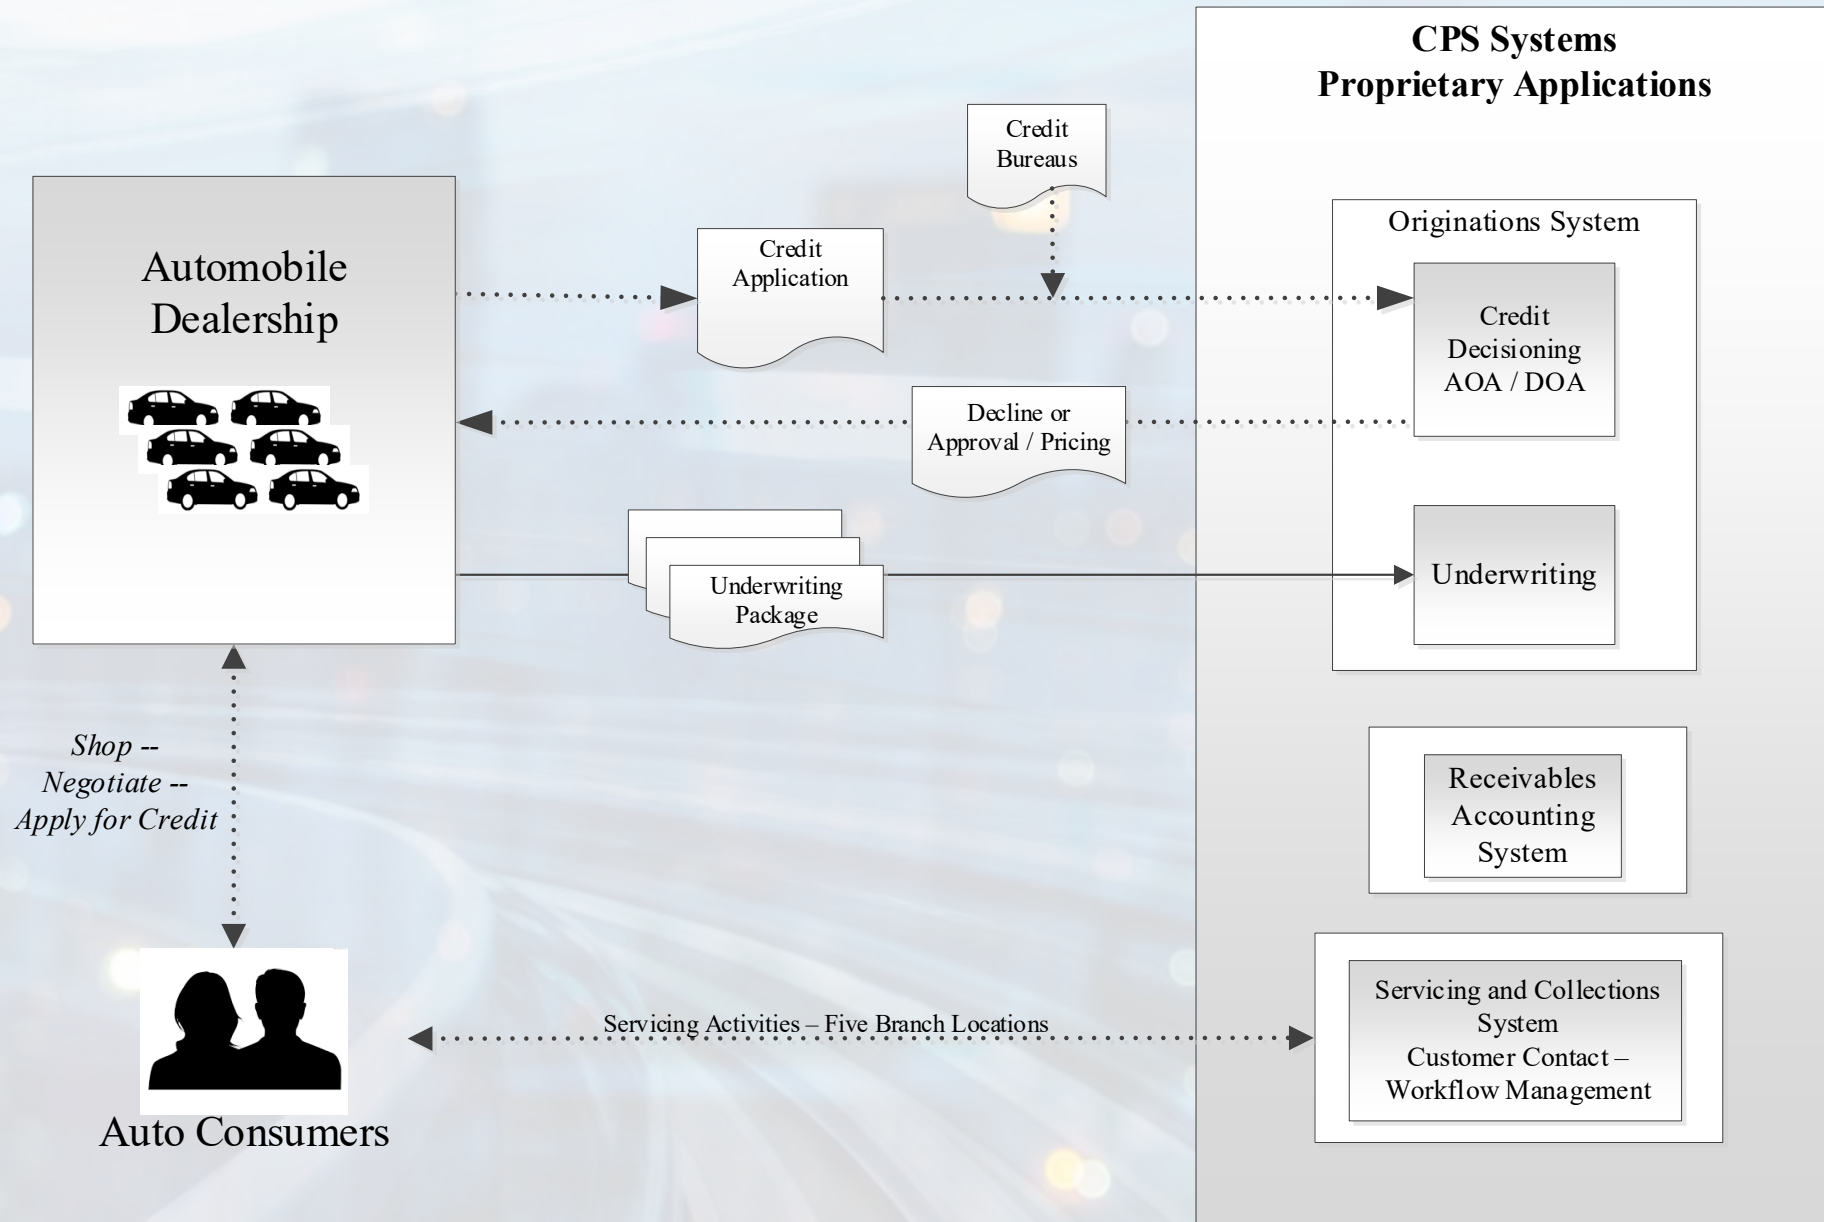 CPS Systems
Proprietary Applications
Credit
Bureaus
Originations System
Automobile
Dealership
Credit
Application
Credit
Decisioning
AOA / DOA
Decline or
Approval / Pricing
Underwriting
Package
Underwriting
Shop --
Negotiate --
Apply for Credit
Receivables
Accounting
System
Servicing Activities – Five Branch Locations
Servicing and Collections
System
Customer Contact –
Workflow Management
Auto Consumers